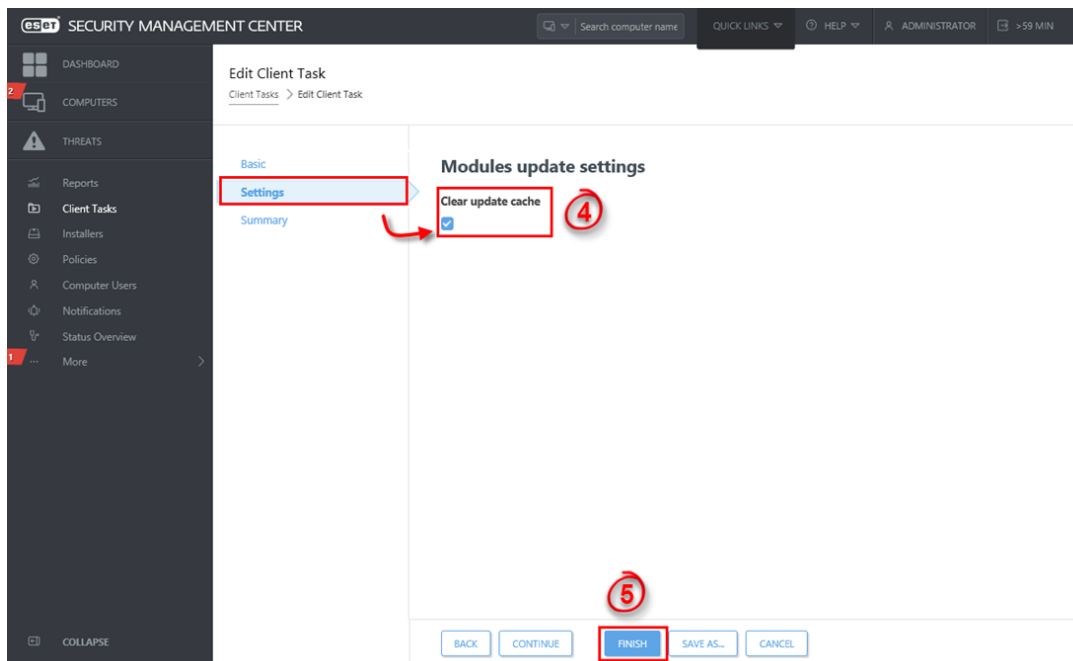 eset SECURITY MANAGEMENT CENTER
Search computer name
QUICK LINKS
HELP
ADMINISTRATOR
>59 MIN
DASHBOARD
2
COMPUTERS
THREATS
Reports
Client Tasks
Installers
Policies
Computer Users
Notifications
Status Overview
1
More
COLLAPSE
Edit Client Task
Client Tasks > Edit Client Task
Basic
Settings
Summary
Modules update settings
Clear update cache
4
5
BACK
CONTINUE
FINISH
SAVE AS...
CANCEL